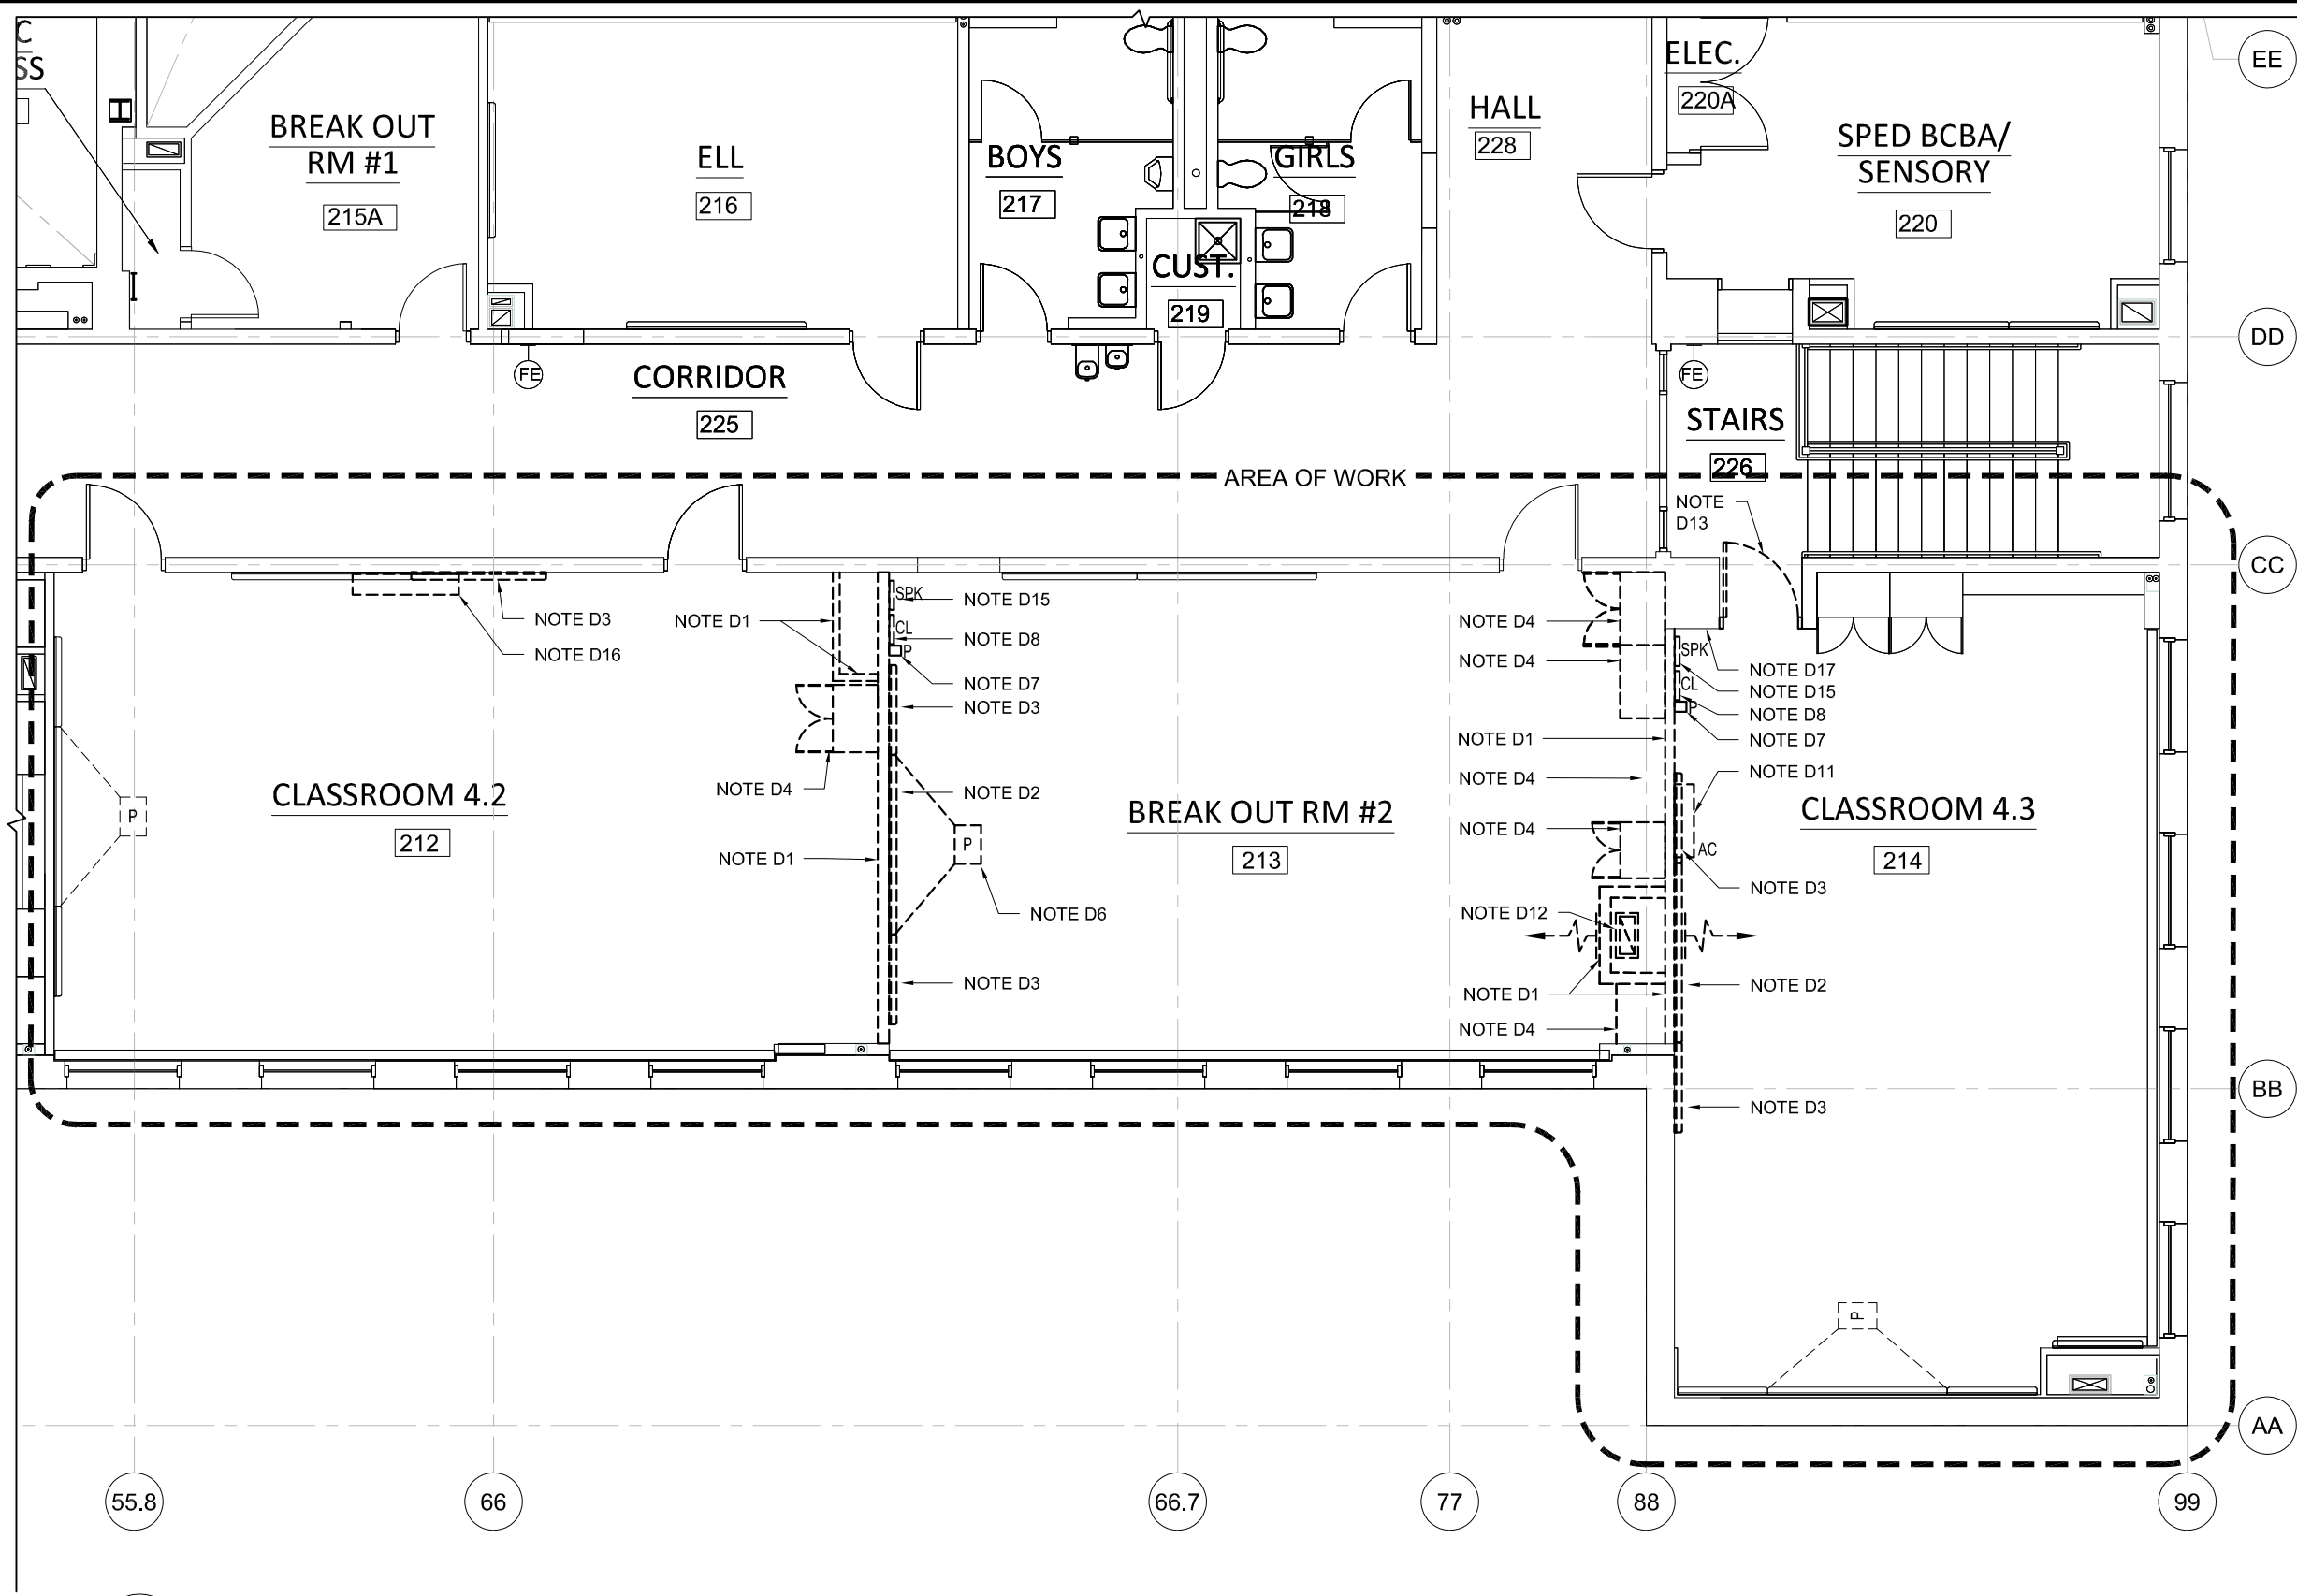 C
SS
BREAK OUT
RM #1
215A
ELL
216
BOYS
217
GIRLS
218
CUST.
219
HALL
228
ELEC.
220A
SPED BCBA/
SENSORY
220
EE
DD
FE
CORRIDOR
225
FE
STAIRS
226
AREA OF WORK
NOTE
D13
CC
NOTE D3
NOTE D16
NOTE D1
SPK
NOTE D15
CL
NOTE D8
P
NOTE D7
NOTE D3
NOTE D4
NOTE D4
SPK
NOTE D17
NOTE D15
CL
NOTE D8
P
NOTE D7
NOTE D1
NOTE D4
NOTE D11
CLASSROOM 4.2
212
P
NOTE D4
NOTE D1
NOTE D2
P
NOTE D6
NOTE D3
BREAK OUT RM #2
213
NOTE D4
NOTE D12
NOTE D1
NOTE D4
AC
NOTE D3
CLASSROOM 4.3
214
NOTE D2
NOTE D3
BB
P
AA
55.8
66
66.7
77
88
99